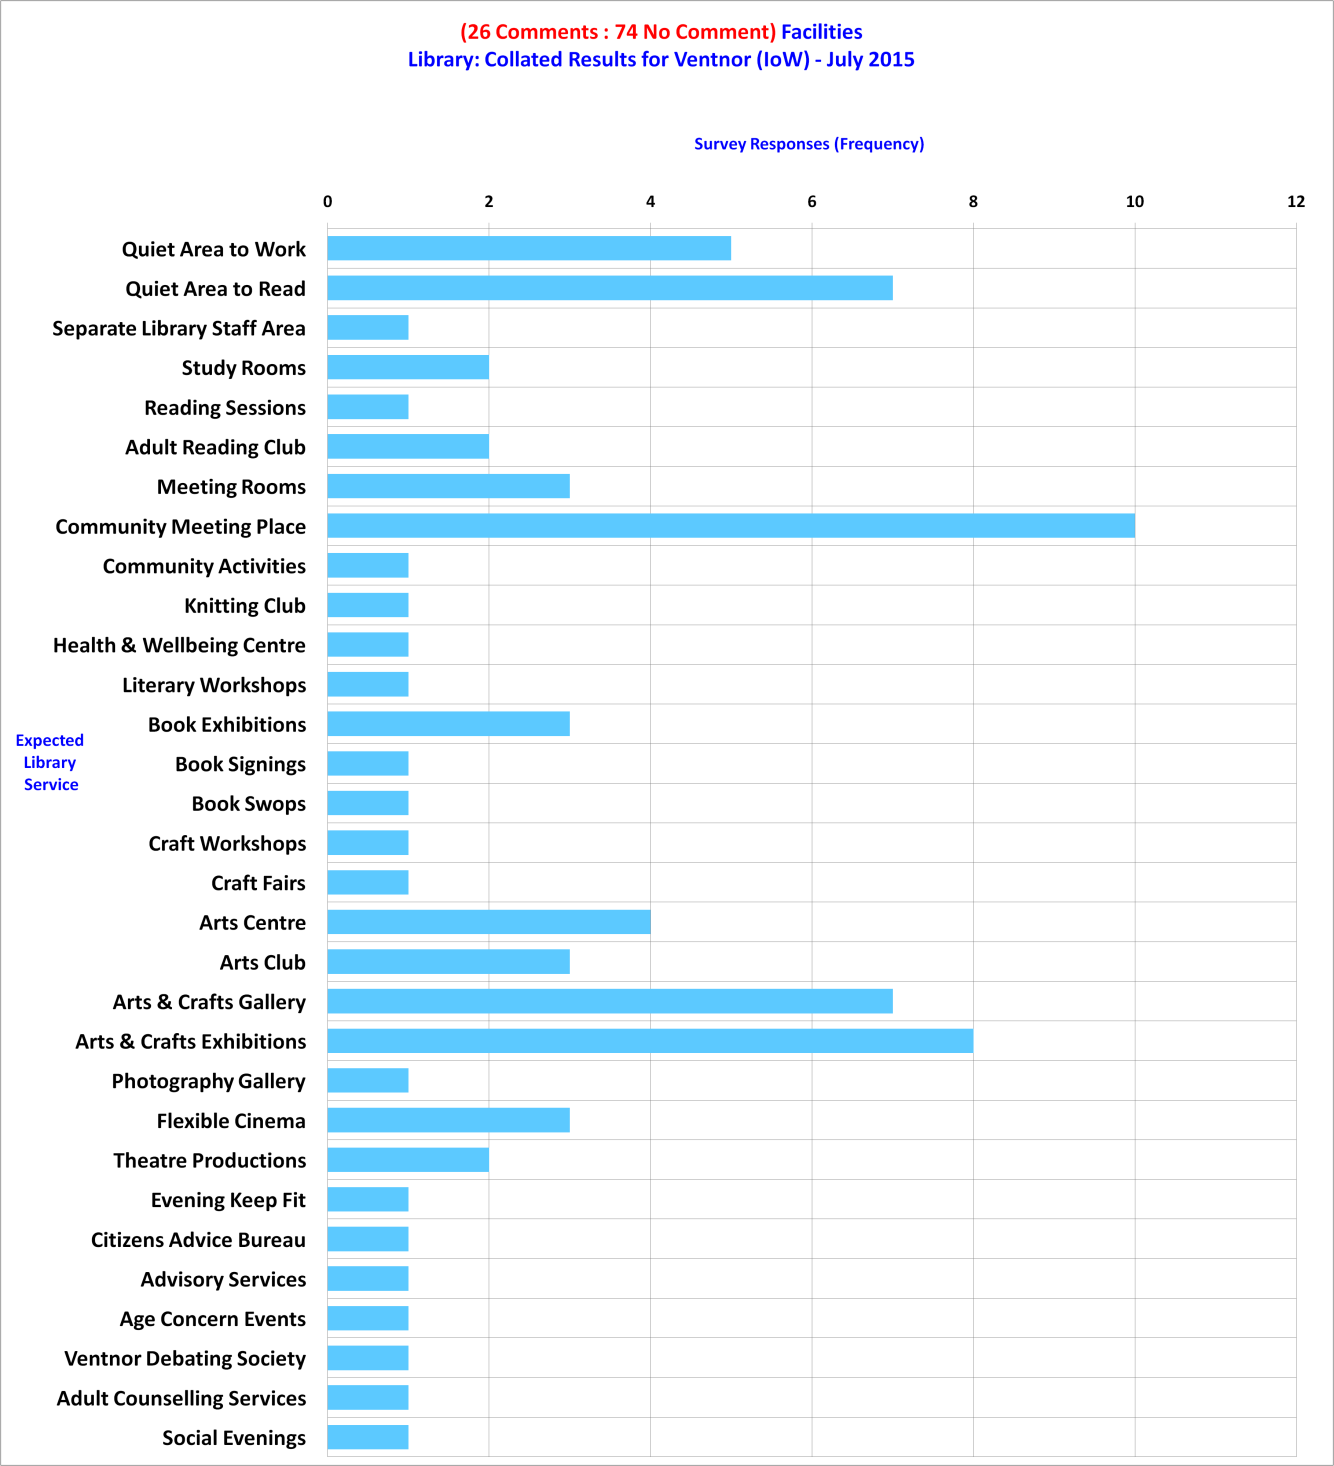 (26 Comments : 74 No Comment) Facilities
Library: Collated Results for Ventnor (IoW) - July 2015
Survey Responses (Frequency)
0 2 4 6 8 10 12
Quiet Area to Work
Quiet Area to Read
Separate Library Staff Area
Study Rooms
Reading Sessions
Adult Reading Club
Meeting Rooms
Community Meeting Place
Community Activities
Knitting Club
Health & Wellbeing Centre
Literary Workshops
Book Exhibitions
Expected
Library
Service
Book Signings
Book Swops
Craft Workshops
Craft Fairs
Arts Centre
Arts Club
Arts & Crafts Gallery
Arts & Crafts Exhibitions
Photography Gallery
Flexible Cinema
Theatre Productions
Evening Keep Fit
Citizens Advice Bureau
Advisory Services
Age Concern Events
Ventnor Debating Society
Adult Counselling Services
Social Evenings